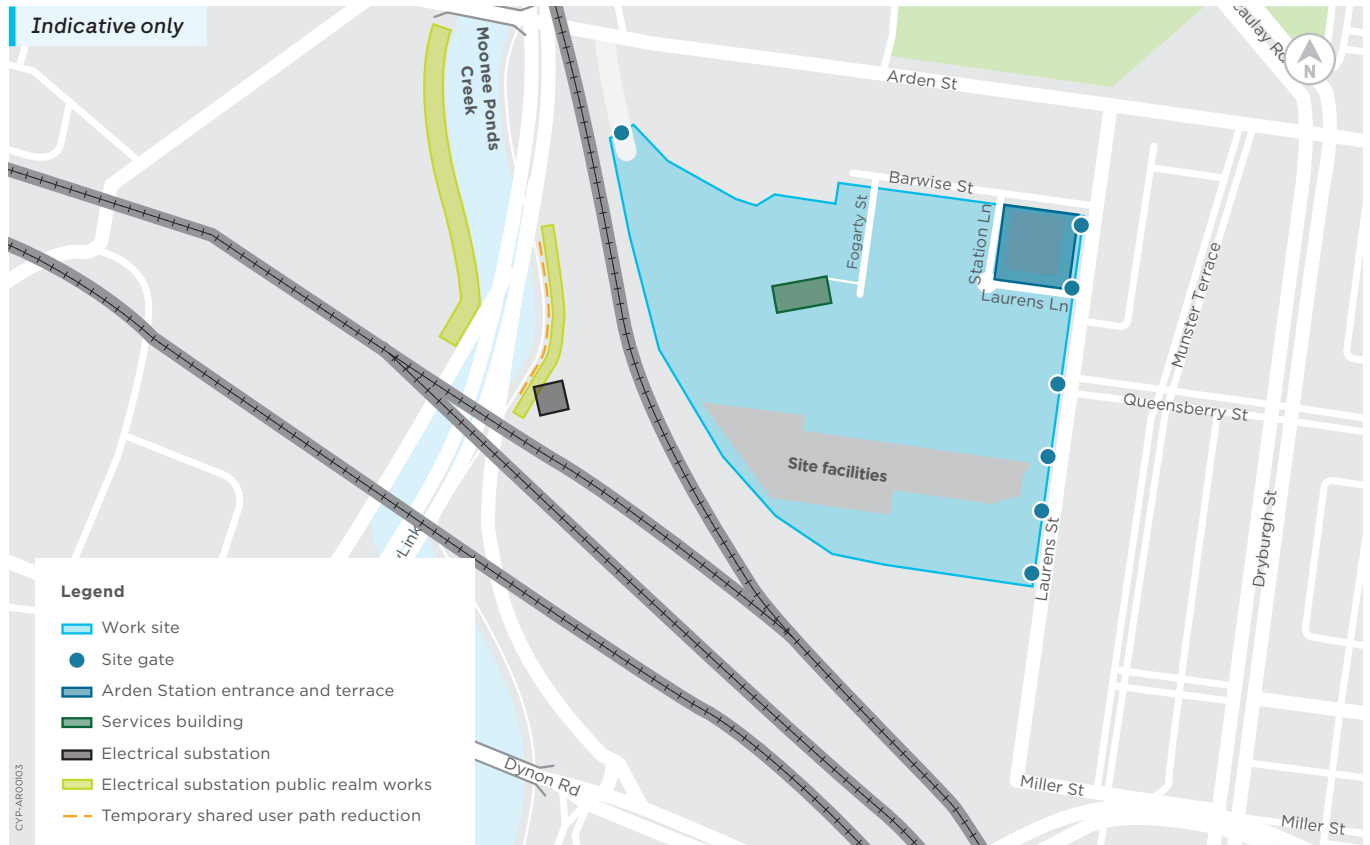 Indicative only
Moonee Ponds
Creek
Arden St
N
Barwise St
Fogarty St
Station Ln
Laurens Ln
Munster Terrace
Queensberry St
Site facilities
Laurens St
Dryburgh St
Dynon Rd
Miller St
Miller St
Legend
Work site
Site gate
Arden Station entrance and terrace
Services building
Electrical substation
Electrical substation public realm works
Temporary shared user path reduction
CYP-AR00103